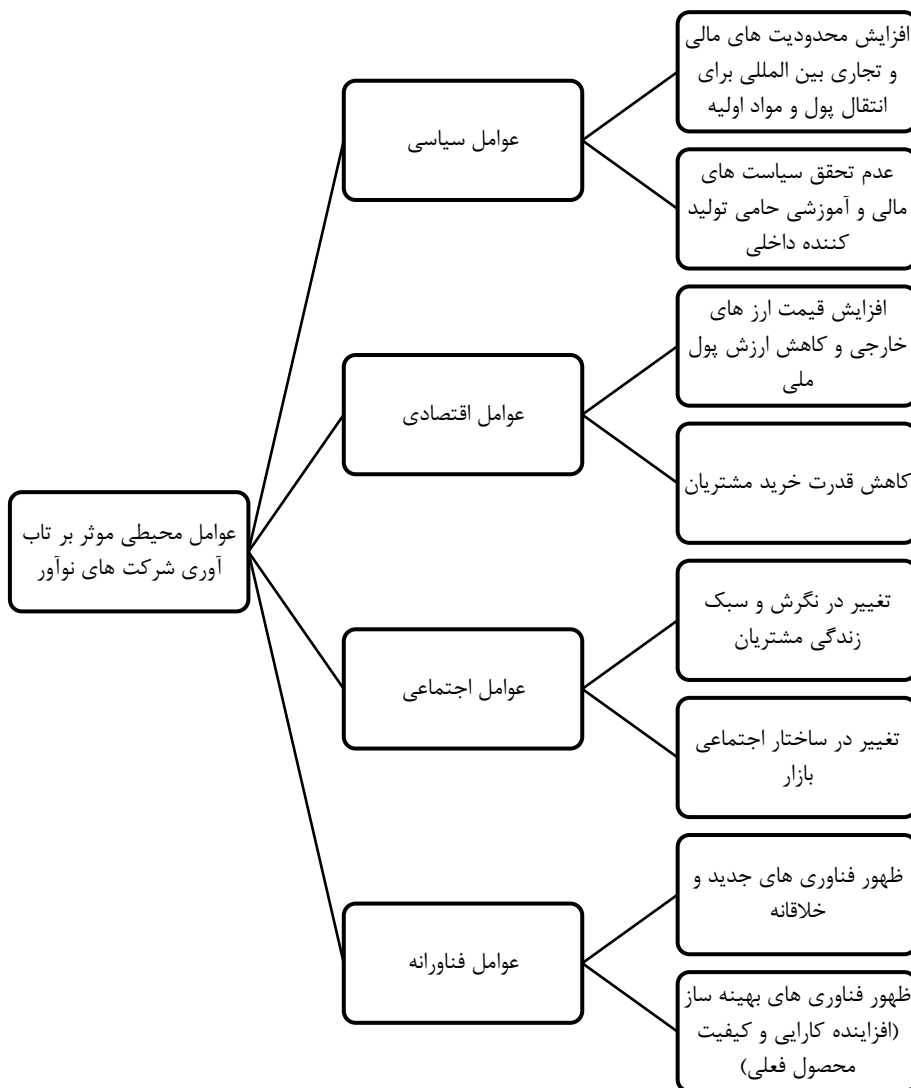 عوامل محیطی موثر بر تاب
آوری شرکت های نوآور
عوامل سیاسی
افزایش محدودیت های مالی
و تجاری بین المللی برای
انتقال پول و مواد اولیه
عدم تحقق سیاست های
مالی و آموزشی حامی تولید
کننده داخلی
عوامل اقتصادی
افزایش قیمت ارز های
خارجی و کاهش ارزش پول
ملی
کاهش قدرت خرید مشتریان
عوامل اجتماعی
تغییر در نگرش و سبک
زندگی مشتریان
تغییر در ساختار اجتماعی
بازار
عوامل فناورانه
ظهور فناوری های جدید و
خلاقانه
ظهور فناوری های بهینه ساز
(افزاینده کارایی و کیفیت
محصول فعلی)